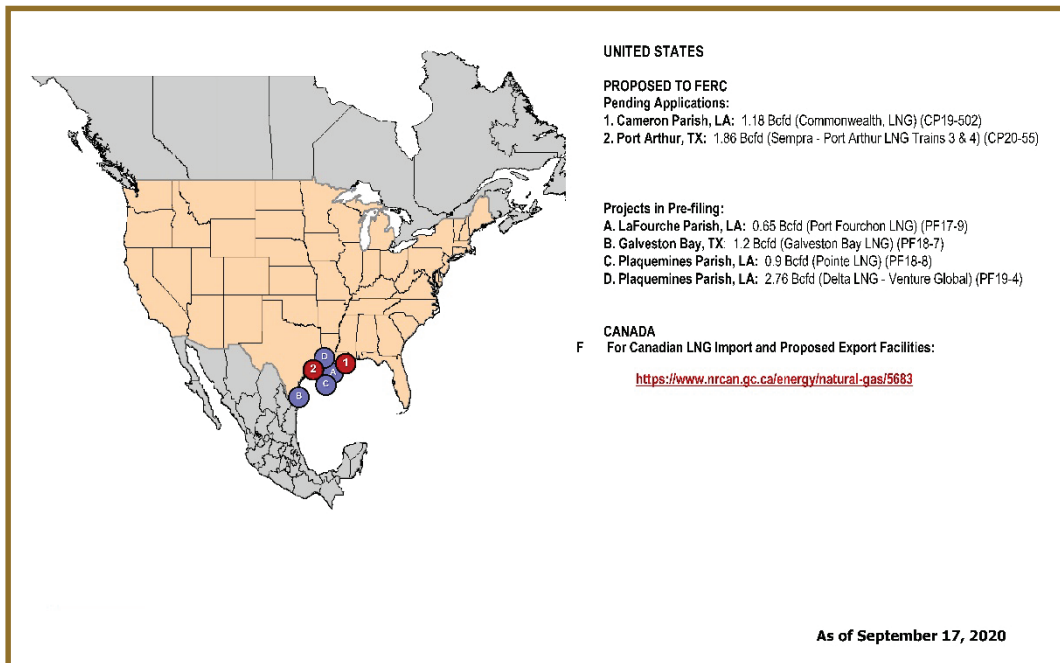 UNITED STATES
PROPOSED TO FERC
Pending Applications:
1. Cameron Parish, LA: 1.18 Bcfd (Commonwealth, LNG) (CP19-502)
2. Port Arthur, TX: 1.86 Bcfd (Sempra - Port Arthur LNG Trains 3 & 4) (CP20-55)
Projects in Pre-filing:
A. LaFourche Parish, LA: 0.65 Bcfd (Port Fourchon LNG) (PF17-9)
B. Galveston Bay, TX: 1.2 Bcfd (Galveston Bay LNG) (PF18-7)
C. Plaquemines Parish, LA: 0.9 Bcfd (Pointe LNG) (PF18-8)
D. Plaquemines Parish, LA: 2.76 Bcfd (Delta LNG - Venture Global) (PF19-4)
CANADA
F For Canadian LNG Import and Proposed Export Facilities:
https://www.nrcan.gc.ca/energy/natural-gas/5683
D
1
2
A
C
B
As of September 17, 2020